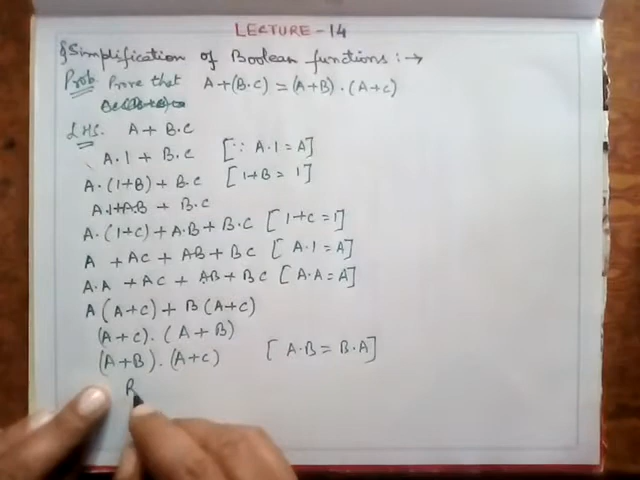 LECTURE - 14
§ Simplification of Boolean functions :→
Prob. Prove that A+(B·C) = (A+B)·(A+C)
LHS. A + B·C
A·1 + B·C [∵ A·1 = A]
A·(1+B) + B·C [1+B = 1]
A·1+A·B + B·C
A·(1+C) + A·B + B·C [1+C=1]
A + AC + AB + BC [A·1 = A]
A·A + AC + AB + BC [A·A = A]
A(A+C) + B(A+C)
(A+C)·(A+B)
(A+B)·(A+C) [A·B = B·A]
R